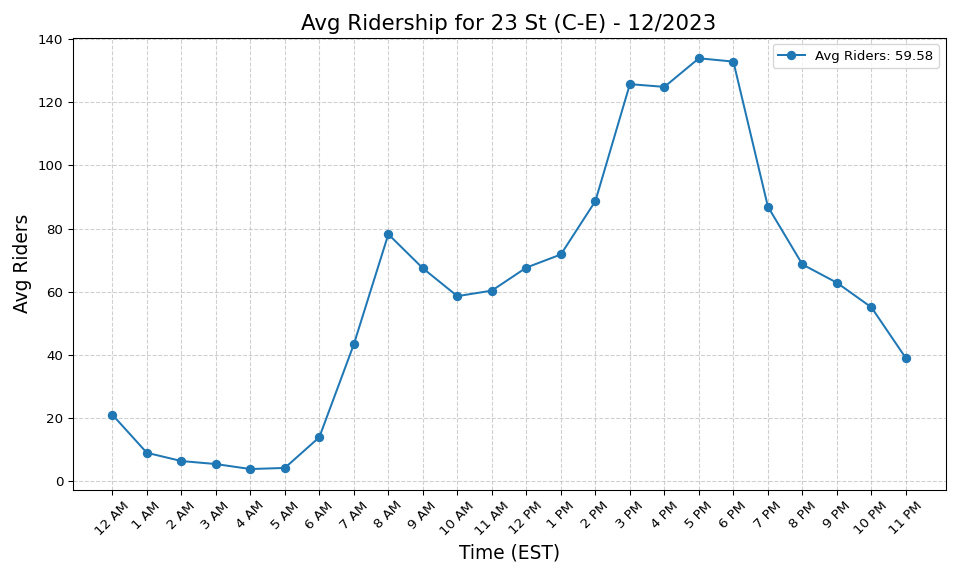 Avg Ridership for 23 St (C-E) - 12/2023
Avg Riders: 59.58
Avg Riders
140
120
100
80
60
40
20
0
12 AM
1 AM
2 AM
3 AM
4 AM
5 AM
6 AM
7 AM
8 AM
9 AM
10 AM
11 AM
12 PM
1 PM
2 PM
3 PM
4 PM
5 PM
6 PM
7 PM
8 PM
9 PM
10 PM
11 PM
Time (EST)